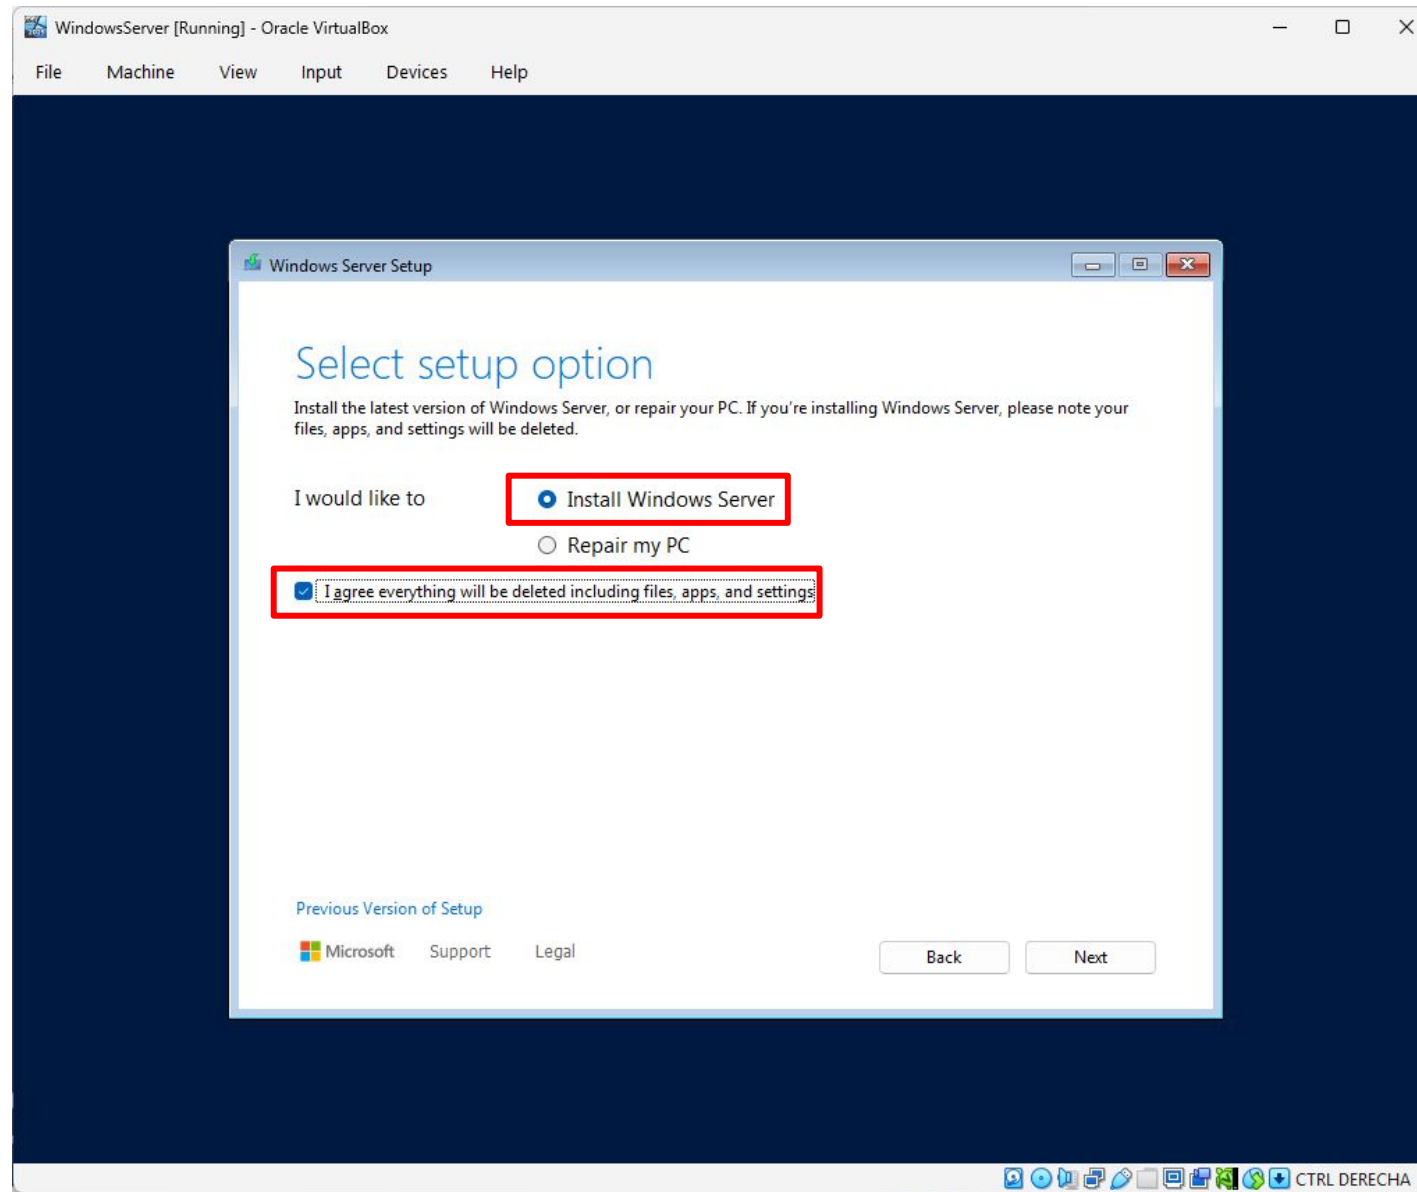 WindowsServer [Running] - Oracle VirtualBox
File Machine View Input Devices Help
Windows Server Setup
Select setup option
Install the latest version of Windows Server, or repair your PC. If you're installing Windows Server, please note your
files, apps, and settings will be deleted.
I would like to
Install Windows Server
Repair my PC
I agree everything will be deleted including files, apps, and settings
Previous Version of Setup
Microsoft Support Legal
Back Next
CTRL DERECHA